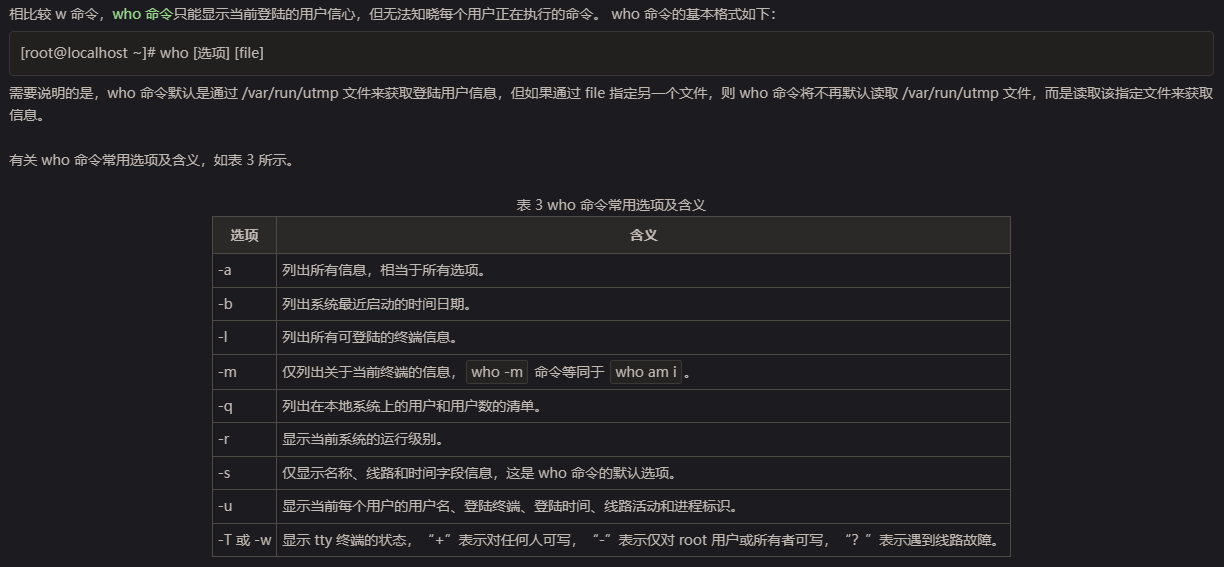 相比较 w 命令，who 命令只能显示当前登陆的用户信心，但无法知晓每个用户正在执行的命令。 who 命令的基本格式如下：
[root@localhost ~]# who [选项] [file]
需要说明的是，who 命令默认是通过 /var/run/utmp 文件来获取登陆用户信息，但如果通过 file 指定另一个文件，则 who 命令将不再默认读取 /var/run/utmp 文件，而是读取该指定文件来获取
信息。
有关 who 命令常用选项及含义，如表 3 所示。
表 3 who 命令常用选项及含义
选项 含义
-a 列出所有信息，相当于所有选项。
-b 列出系统最近启动的时间日期。
-l 列出所有可登陆的终端信息。
-m 仅列出关于当前终端的信息， who -m 命令等同于 who am i 。
-q 列出在本地系统上的用户和用户数的清单。
-r 显示当前系统的运行级别。
-s 仅显示名称、线路和时间字段信息，这是 who 命令的默认选项。
-u 显示当前每个用户的用户名、登陆终端、登陆时间、线路活动和进程标识。
-T 或 -w 显示 tty 终端的状态，“+”表示对任何人可写，“-”表示仅对 root 用户或所有者可写，“？”表示遇到线路故障。